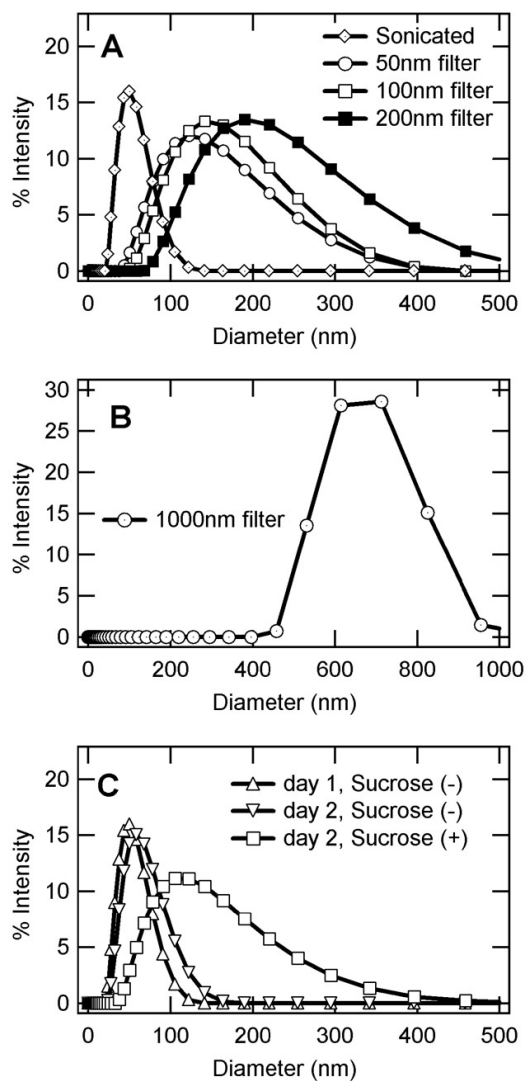 A
Sonicated
50nm filter
100nm filter
200nm filter
% Intensity
20
15
10
5
0
0 100 200 300 400 500
Diameter (nm)
B
1000nm filter
% Intensity
30
25
20
15
10
5
0
0 200 400 600 800 1000
Diameter (nm)
C
day 1, Sucrose (-)
day 2, Sucrose (-)
day 2, Sucrose (+)
% Intensity
20
15
10
5
0
0 100 200 300 400 500
Diameter (nm)